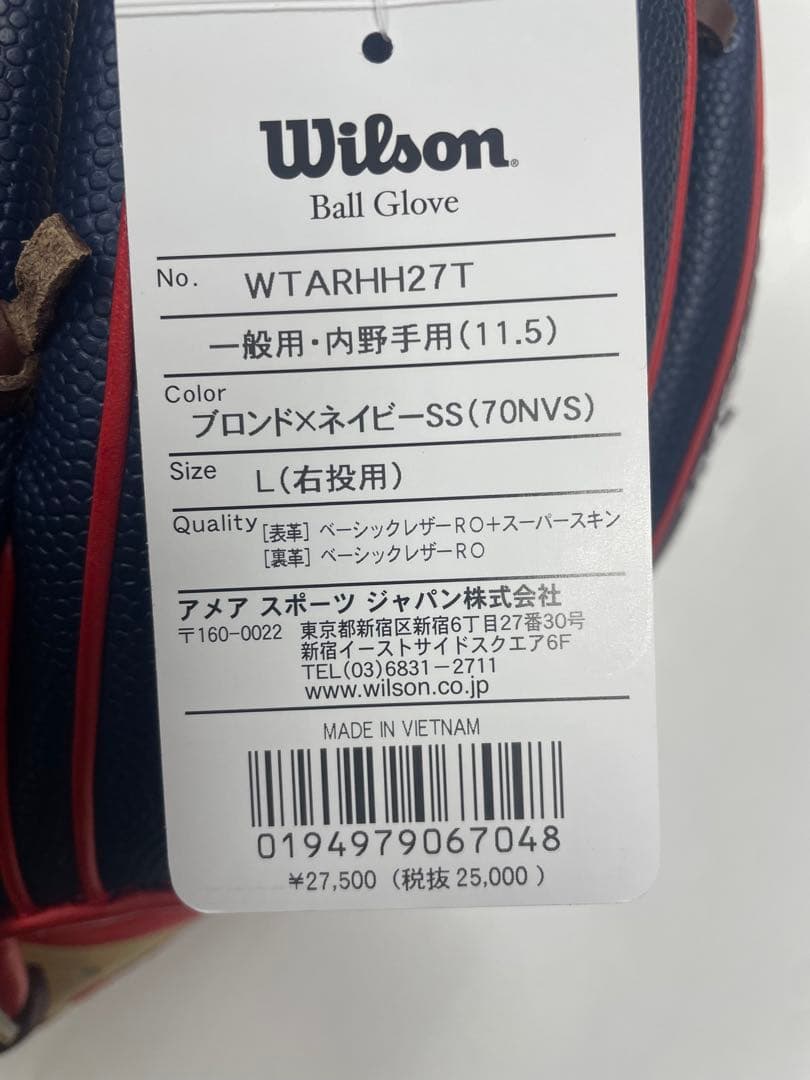 Wilson®
Ball Glove
No. WTARHH27T
一般用・内野手用(11.5)
Color
ブロンド×ネイビーSS(70NVS)
Size L(右投用)
Quality [表革] ベーシックレザーRO+スーパースキン
[裏革] ベーシックレザーRO
アメア スポーツ ジャパン株式会社
〒160-0022 東京都新宿区新宿6丁目27番30号
新宿イーストサイドスクエア6F
TEL(03)6831-2711
www.wilson.co.jp
MADE IN VIETNAM
0194979067048
¥27,500 (税抜 25,000 )